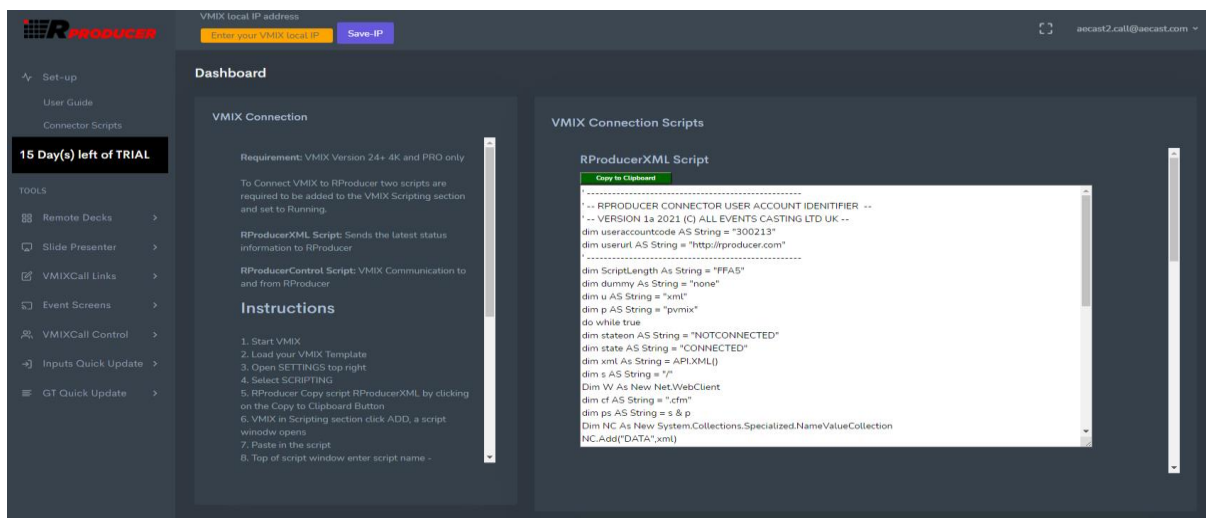 RPRODUCER
VMIX local IP address
Enter your VMIX local IP
Save-IP
aecast2.call@aecast.com
Set-up
User Guide
Connector Scripts
15 Day(s) left of TRIAL
TOOLS
Remote Decks
Slide Presenter
VMIXCall Links
Event Screens
VMIXCall Control
Inputs Quick Update
GT Quick Update
Dashboard
VMIX Connection
Requirement: VMIX Version 24+ 4K and PRO only
To Connect VMIX to RProducer two scripts are
required to be added to the VMIX Scripting section
and set to Running.
RProducerXML Script: Sends the latest status
information to RProducer
RProducerControl Script: VMIX Communication to
and from RProducer
Instructions
1. Start VMIX
2. Load your VMIX Template
3. Open SETTINGS top right
4. Select SCRIPTING
5. RProducer Copy script RProducerXML by clicking
on the Copy to Clipboard Button
6. VMIX in Scripting section click ADD, a script
winodw opens
7. Paste in the script
8. Top of script window enter script name -
VMIX Connection Scripts
RProducerXML Script
Copy to Clipboard
' ----------------------------------------------------
' -- RPRODUCER CONNECTOR USER ACCOUNT IDENITIFIER --
' -- VERSION 1a 2021 (C) ALL EVENTS CASTING LTD UK --
dim useraccountcode AS String = "300213"
dim userurl AS String = "http://rproducer.com"
' ----------------------------------------------------
dim ScriptLength As String = "FFA5"
dim dummy As String = "none"
dim u AS String = "xml"
dim p AS String = "pvmix"
do while true
dim stateon AS String = "NOTCONNECTED"
dim state AS String = "CONNECTED"
dim xml As String = API.XML()
dim s AS String = "/"
Dim W As New Net.WebClient
dim cf AS String = ".cfm"
dim ps AS String = s & p
Dim NC As New System.Collections.Specialized.NameValueCollection
NC.Add("DATA",xml)